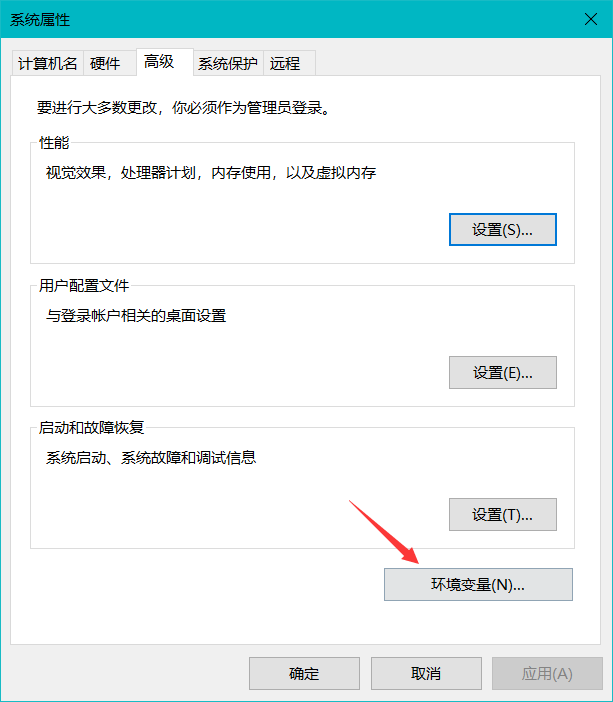 系统属性
计算机名 硬件 高级 系统保护 远程
要进行大多数更改，你必须作为管理员登录。
性能
视觉效果，处理器计划，内存使用，以及虚拟内存
设置(S)...
用户配置文件
与登录帐户相关的桌面设置
设置(E)...
启动和故障恢复
系统启动、系统故障和调试信息
设置(T)...
环境变量(N)...
确定 取消 应用(A)